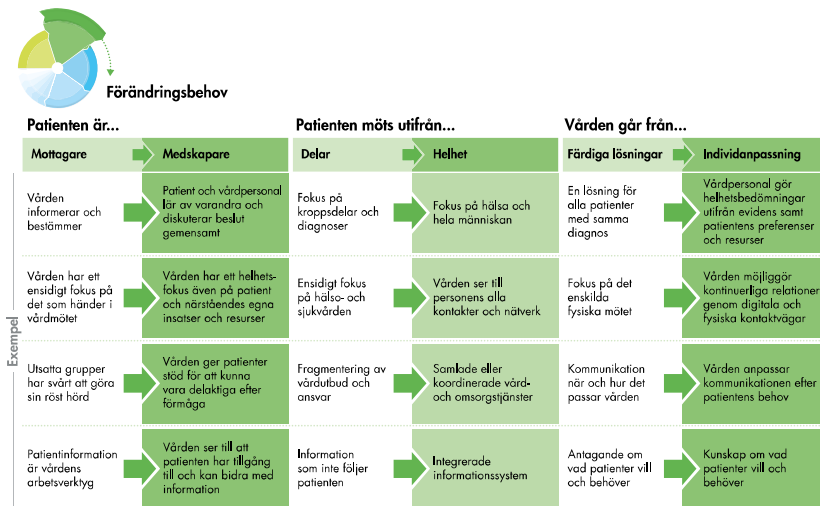 Förändringsbehov
Patienten är...
Mottagare
Medskapare
Patienten möts utifrån...
Delar
Helhet
Vården går från...
Färdiga lösningar
Individanpassning
Exempel
Vården
informerar och
bestämmer
Patient och vårdpersonal
lär av varandra och
diskuterar beslut
gemensamt
Fokus på
kroppsdelar och
diagnoser
Fokus på hälsa och
hela människan
En lösning för
alla patienter
med samma
diagnos
Vårdpersonal gör
helhetsbedömningar
utifrån evidens samt
patientens preferenser
och resurser
Vården har ett
ensidigt fokus på
det som händer i
vårdmötet
Vården har ett helhets-
fokus även på patient
och närståendes egna
insatser och resurser
Ensidigt fokus
på hälso- och
sjukvården
Vården ser till
personens alla
kontakter och nätverk
Fokus på det
enskilda
fysiska mötet
Vården möjliggör
kontinuerliga relationer
genom digitala och
fysiska kontaktvägar
Utsatta grupper
har svårt att göra
sin röst hörd
Vården ger patienter
stöd för att kunna
vara delaktiga efter
förmåga
Fragmentering av
vårdutbud och
ansvar
Samlade eller
koordinerade vård-
och omsorgstjänster
Kommunikation
när och hur det
passar vården
Vården anpassar
kommunikationen efter
patientens behov
Patientinformation
är vårdens
arbetsverktyg
Vården ser till att
patienten har tillgång
till och kan bidra med
information
Information
som inte följer
patienten
Integrerade
informationssystem
Antagande om
vad patienter vill
och behöver
Kunskap om vad
patienter vill och
behöver